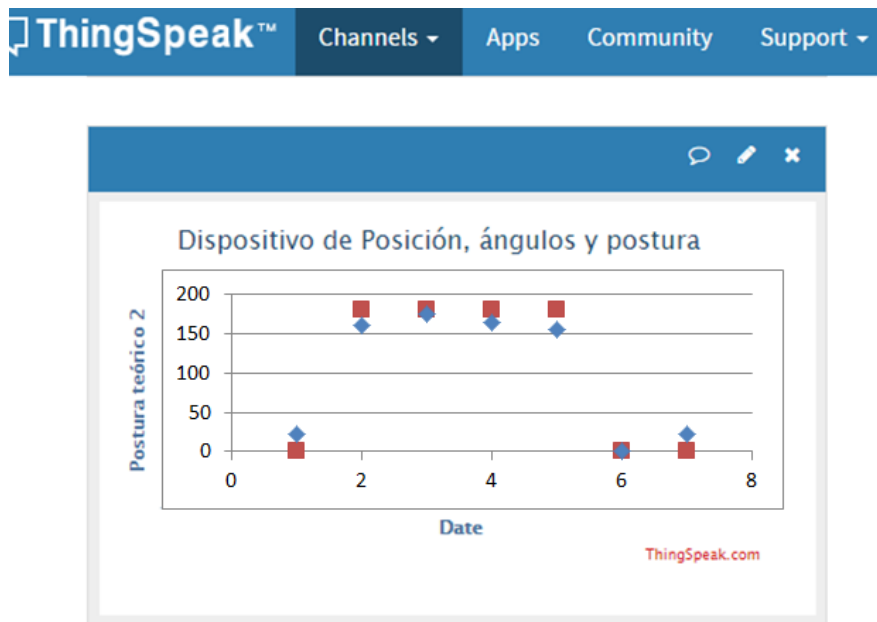 ThingSpeak™ Channels Apps Community Support
Dispositivo de Posición, ángulos y postura
Postura teórico 2
200
150
100
50
0
0 2 4 6 8
Date
ThingSpeak.com